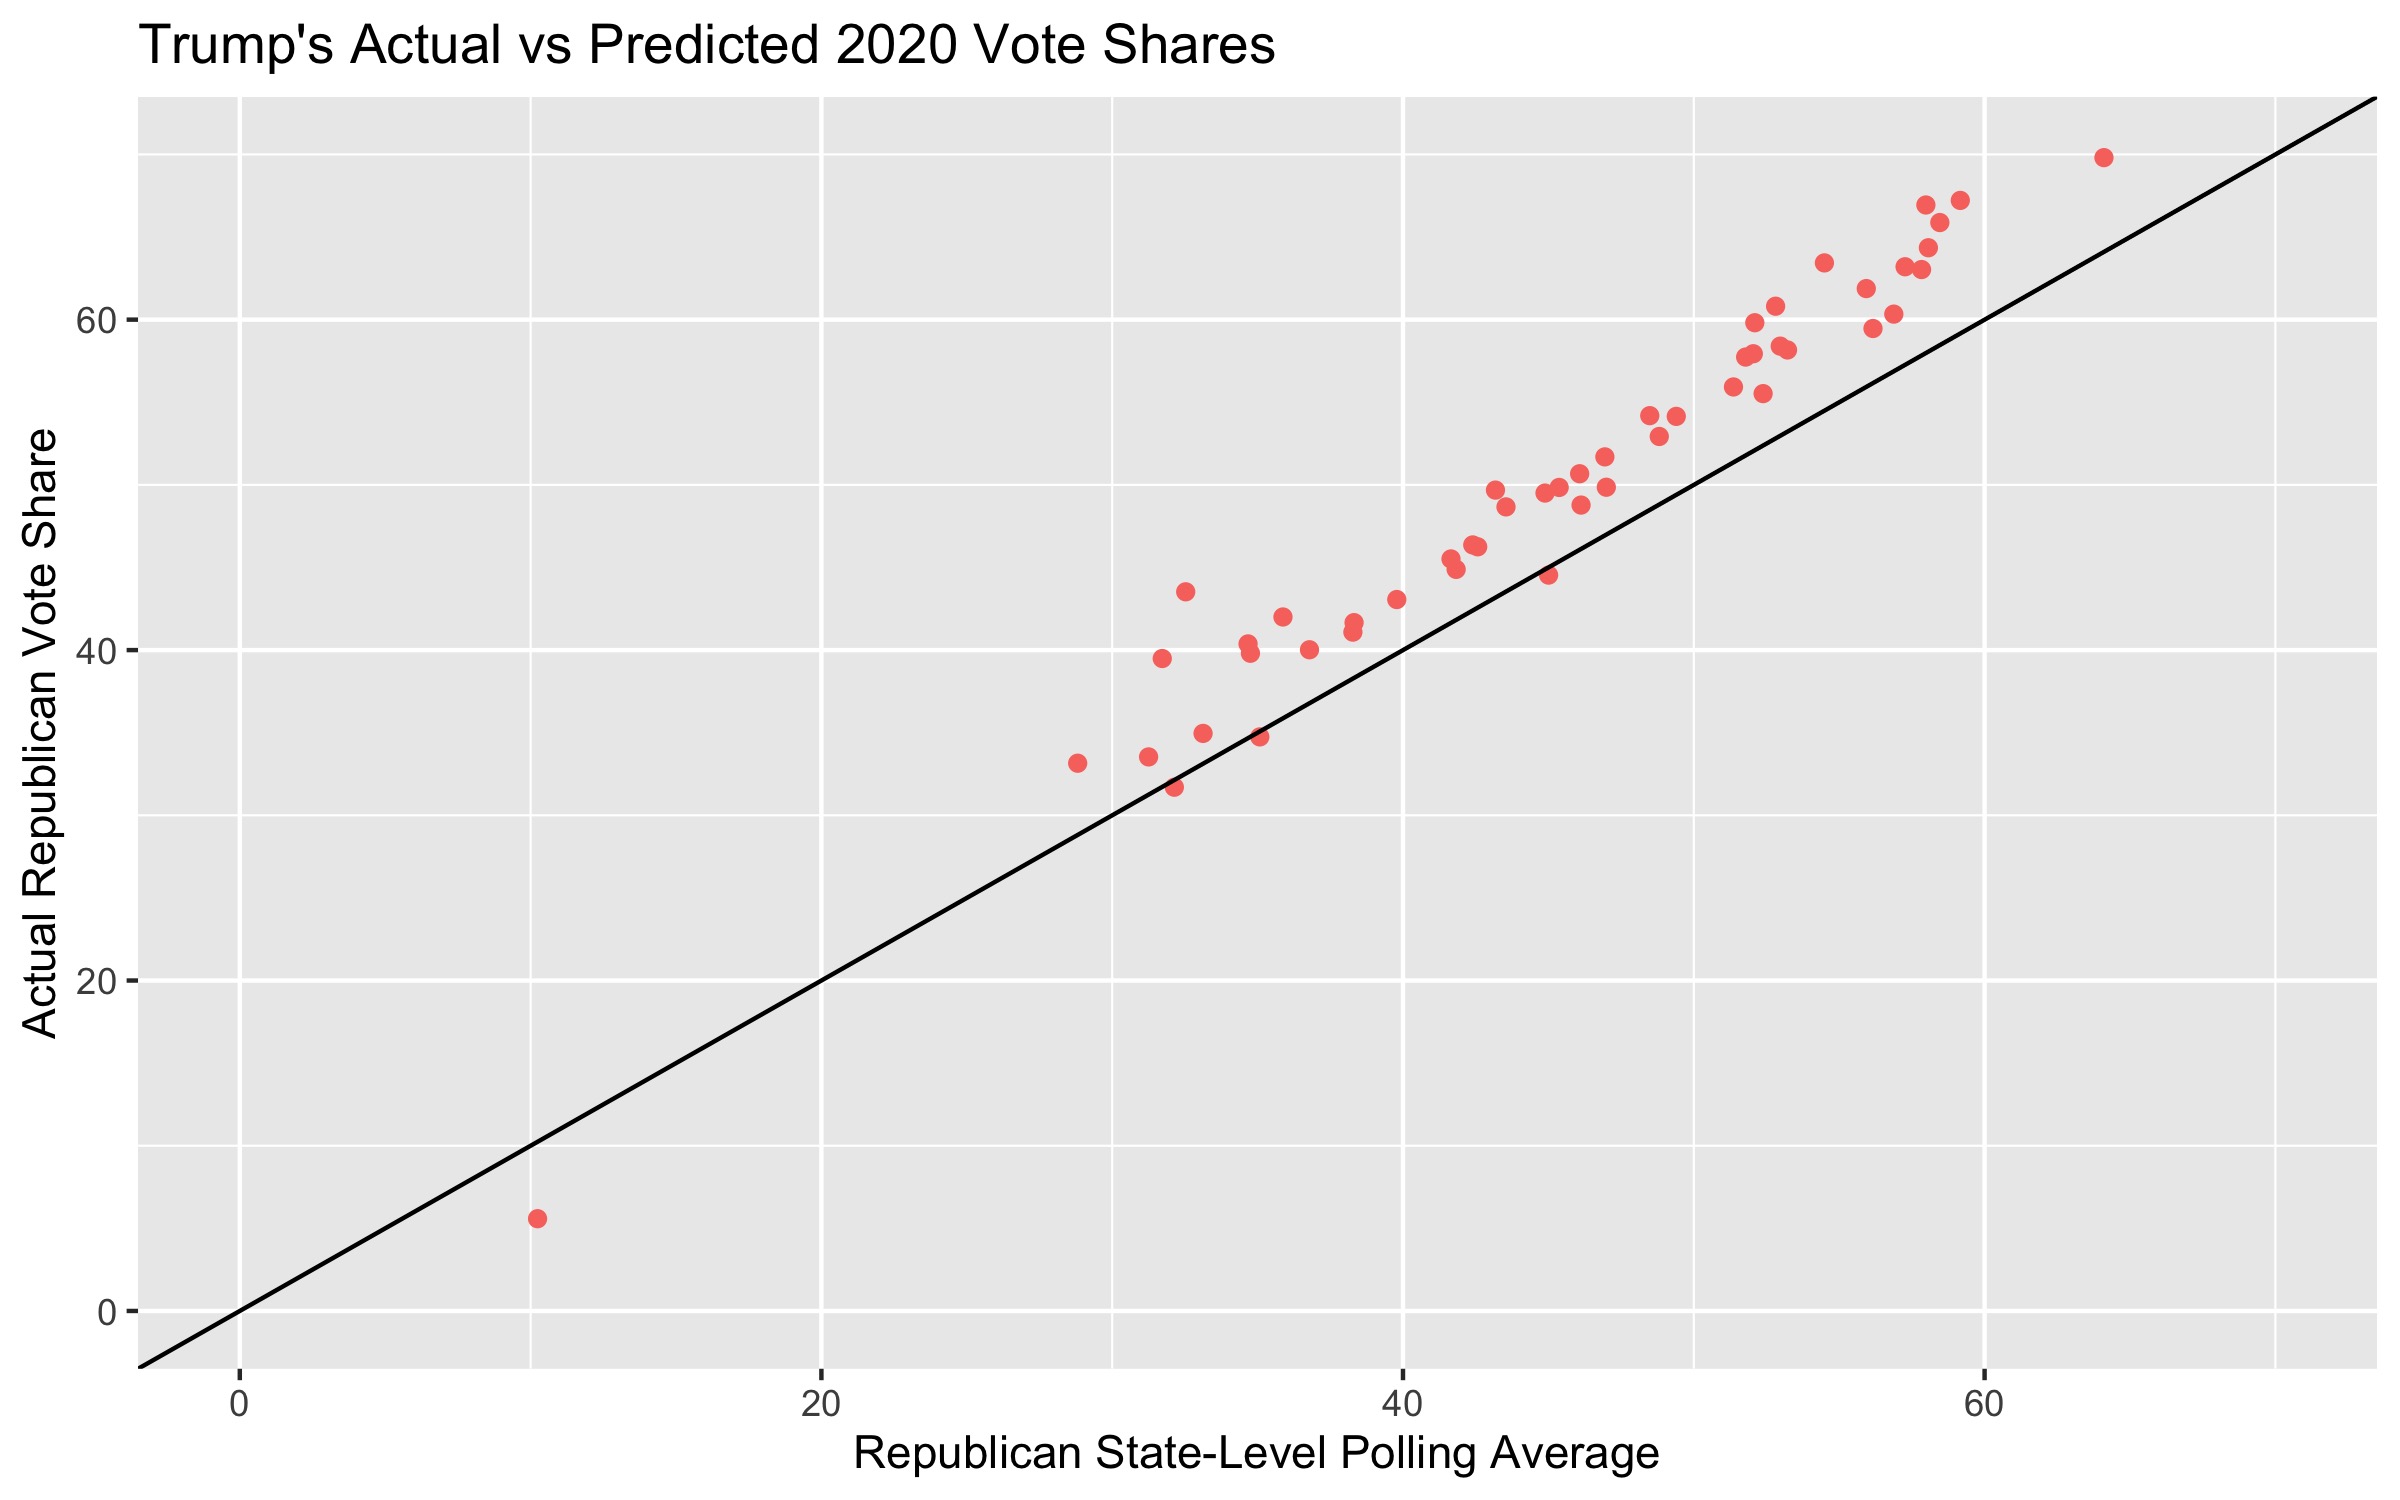 Trump's Actual vs Predicted 2020 Vote Shares
Actual Republican Vote Share
60
40
20
0
0 20 40 60
Republican State-Level Polling Average